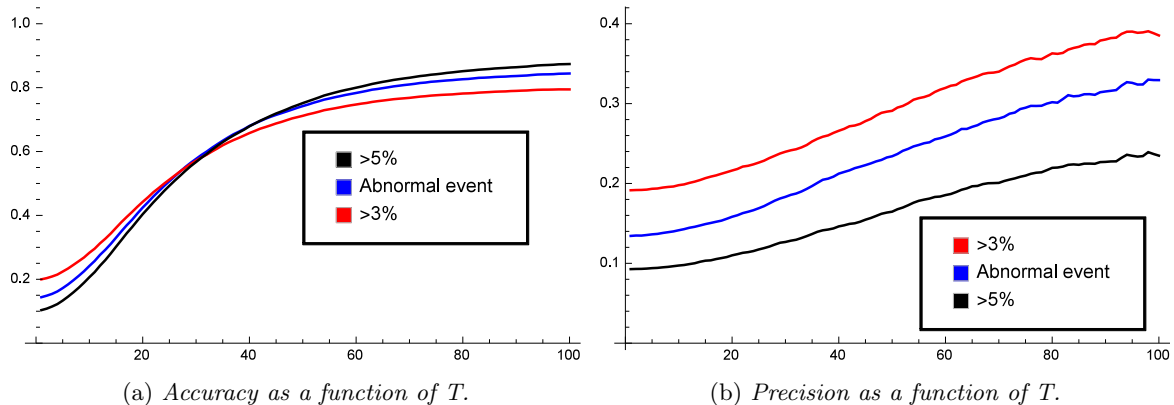 1.0
0.8
0.6
0.4
0.2
20 40 60 80 100
>5%
Abnormal event
>3%
(a) Accuracy as a function of T.
0.4
0.3
0.2
0.1
20 40 60 80 100
>3%
Abnormal event
>5%
(b) Precision as a function of T.